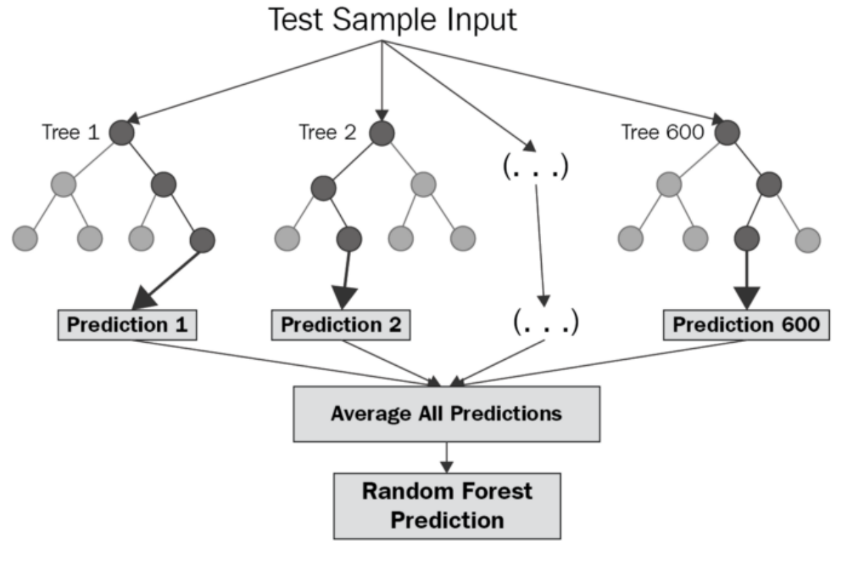 Test Sample Input
Tree 1
Tree 2
(. . .)
Tree 600
Prediction 1
Prediction 2
(. . .)
Prediction 600
Average All Predictions
Random Forest
Prediction